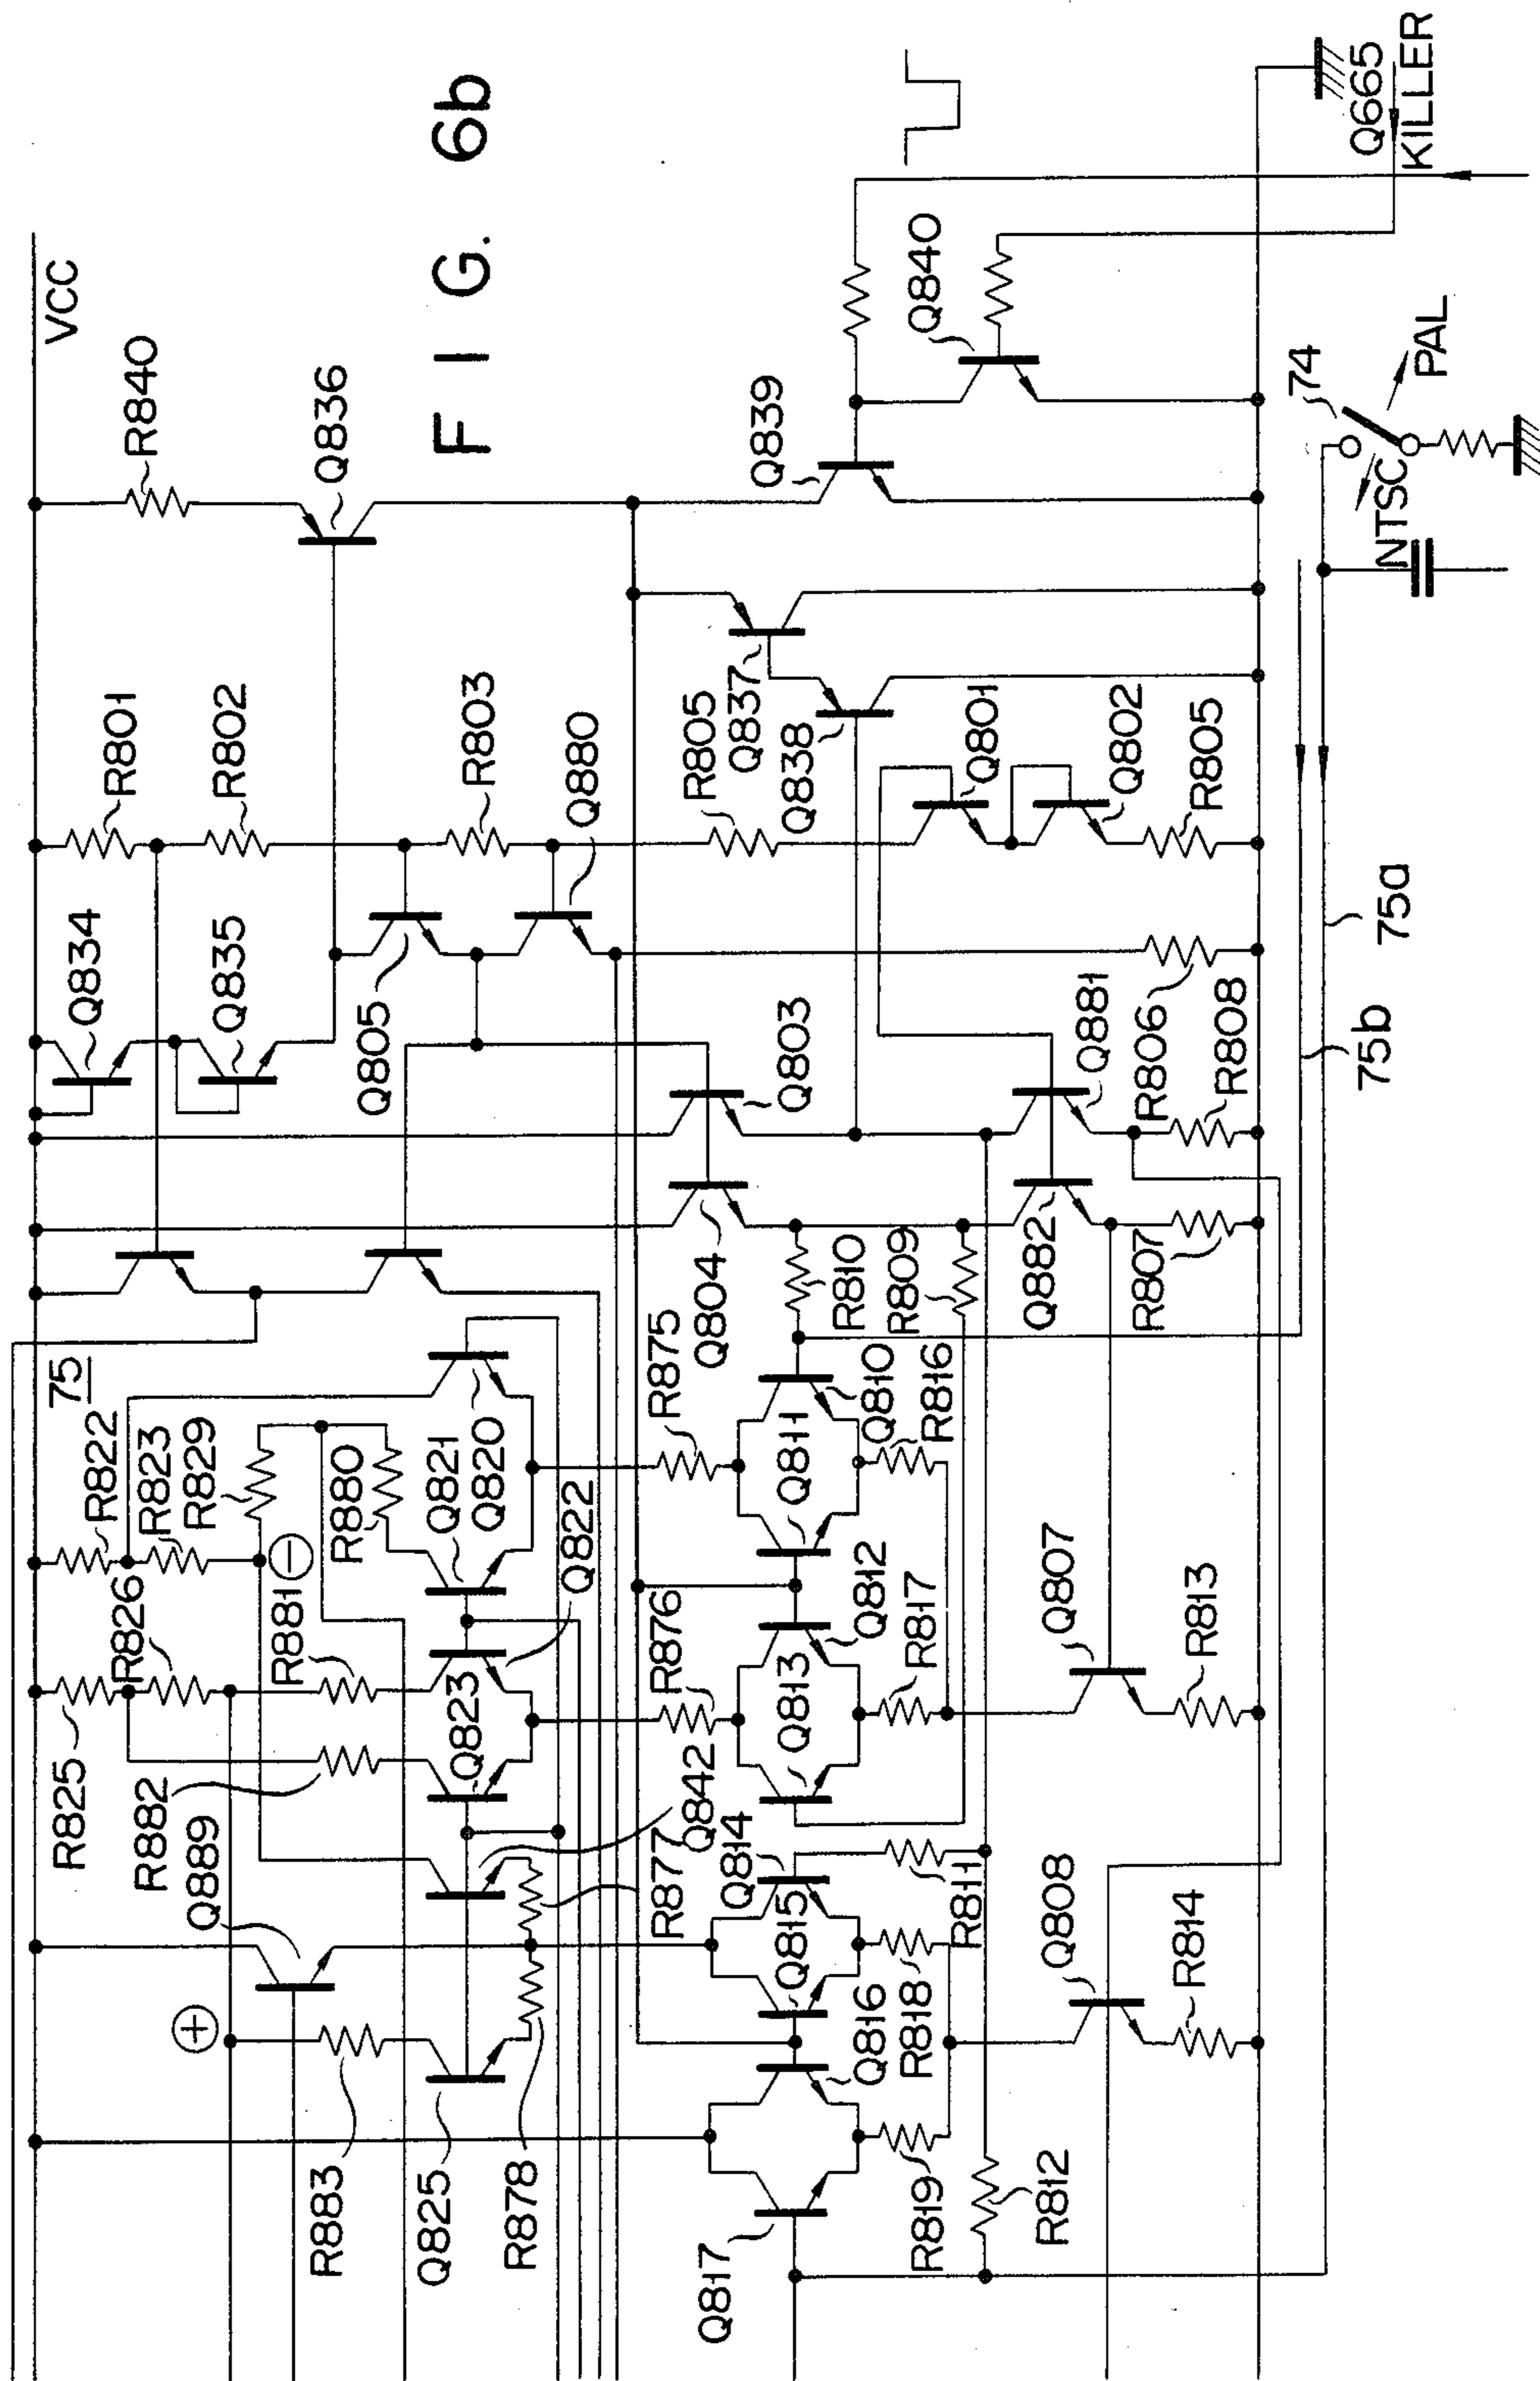 FIG. 6b
VCC
R840
Q836
R801
R802
R803
Q880
Q834
Q835
Q805
75
R822
R823
R829
R826
R881
⊖
R880
Q821
Q820
Q822
R825
R882
Q823
Q889
⊕
R883
Q825
R878
Q842
R877
R876
R875
Q804
Q803
R805
Q837
Q838
Q839
Q840
Q801
Q802
R805
Q881
R806
R808
R810
R809
Q882
R807
Q810
R816
Q811
Q812
R817
Q813
Q814
Q815
R811
Q816
R818
Q817
R819
R812
Q807
R813
Q808
R814
Q665
KILLER
74
PAL
NTSC
75a
75b